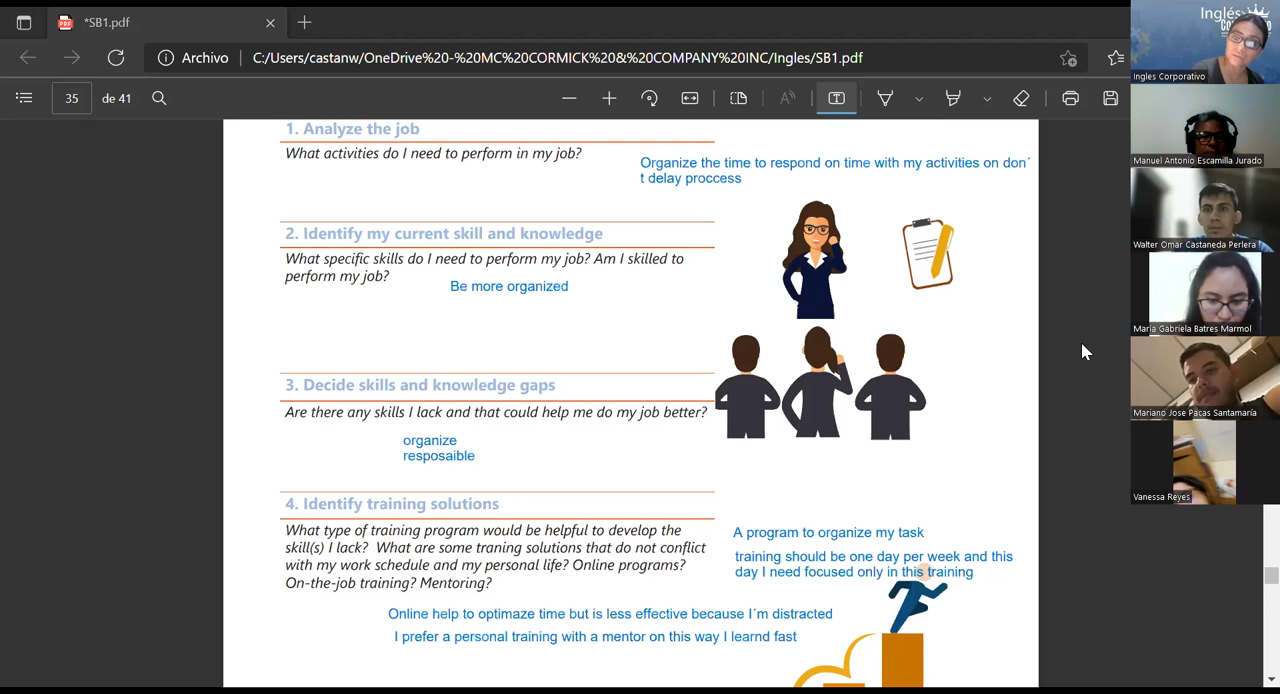 *SB1.pdf
Archivo
C:/Users/castanw/OneDrive%20-%20MC%20CORMICK%20&%20COMPANY%20INC/Ingles/SB1.pdf
35
de 41
1. Analyze the job
What activities do I need to perform in my job?
Organize the time to respond on time with my activities on don´
t delay proccess
2. Identify my current skill and knowledge
What specific skills do I need to perform my job? Am I skilled to
perform my job?
Be more organized
3. Decide skills and knowledge gaps
Are there any skills I lack and that could help me do my job better?
organize
resposaible
4. Identify training solutions
What type of training program would be helpful to develop the
skill(s) I lack? What are some traning solutions that do not conflict
with my work schedule and my personal life? Online programs?
On-the-job training? Mentoring?
A program to organize my task
training should be one day per week and this
day I need focused only in this training
Online help to optimaze time but is less effective because I´m distracted
I prefer a personal training with a mentor on this way I learnd fast
Inglés
Ingles Corporativo
Manuel Antonio Escamilla Jurado
Walter Omar Castaneda Perlera
Maria Gabriela Batres Marmol
Mariano Jose Pacas Santamaría
Vanessa Reyes